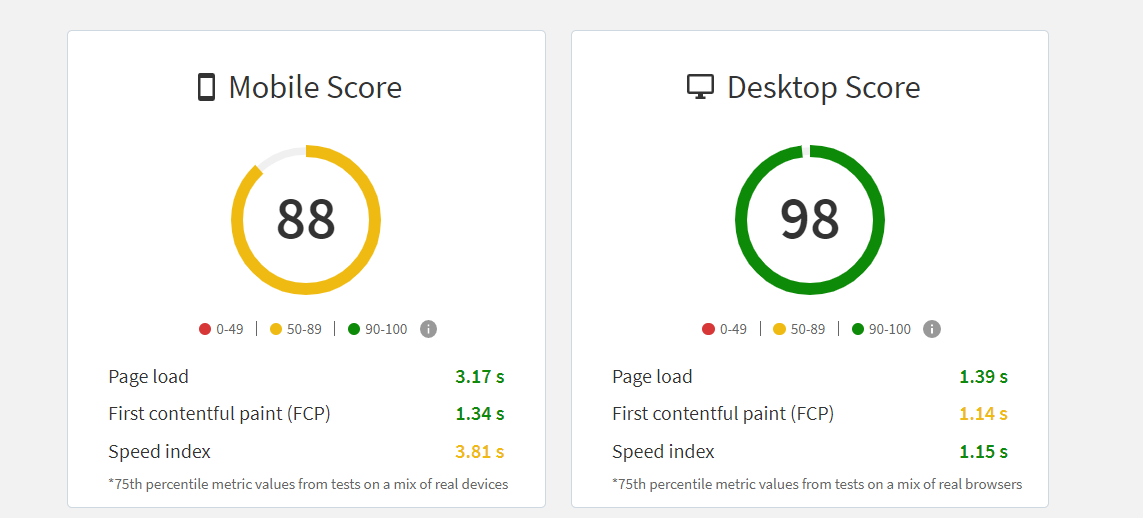 Mobile Score
88
0-49 | 50-89 | 90-100
Page load 3.17 s
First contentful paint (FCP) 1.34 s
Speed index 3.81 s
*75th percentile metric values from tests on a mix of real devices
Desktop Score
98
0-49 | 50-89 | 90-100
Page load 1.39 s
First contentful paint (FCP) 1.14 s
Speed index 1.15 s
*75th percentile metric values from tests on a mix of real browsers